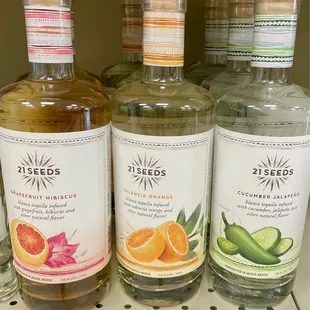 21 SEEDS
GRAPEFRUIT HIBISCUS
blanco tequila infused
with grapefruit, hibiscus and
other natural flavor
21 SEEDS
VALENCIA ORANGE
blanco tequila infused
with valencia orange and
other natural flavor
21 SEEDS
CUCUMBER JALAPEÑO
blanco tequila infused
with cucumber, jalapeño and
other natural flavor